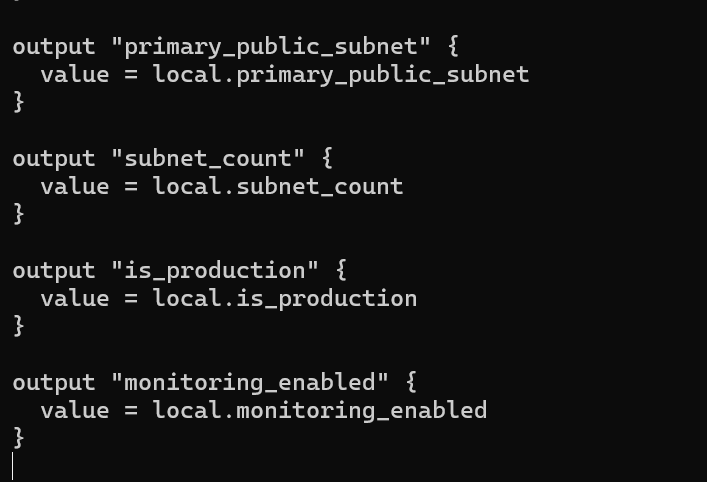 output "primary_public_subnet" {
  value = local.primary_public_subnet
}

output "subnet_count" {
  value = local.subnet_count
}

output "is_production" {
  value = local.is_production
}

output "monitoring_enabled" {
  value = local.monitoring_enabled
}